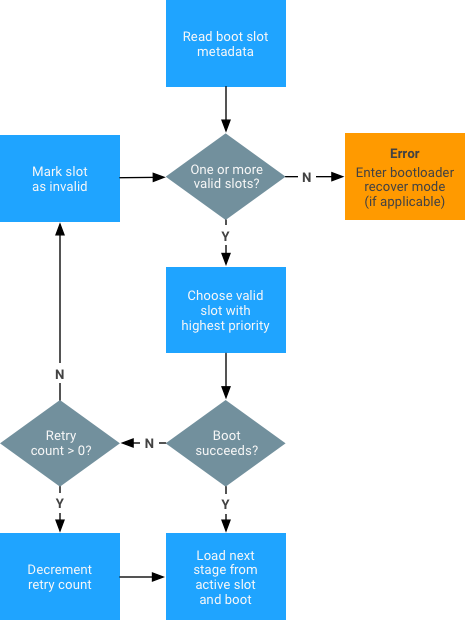 Read boot slot
metadata
Mark slot
as invalid
One or more
valid slots?
N
Error
Enter bootloader
recover mode
(if applicable)
Y
Choose valid
slot with
highest priority
N
Retry
count > 0?
N
Boot
succeeds?
Y
Y
Decrement
retry count
Load next
stage from
active slot
and boot